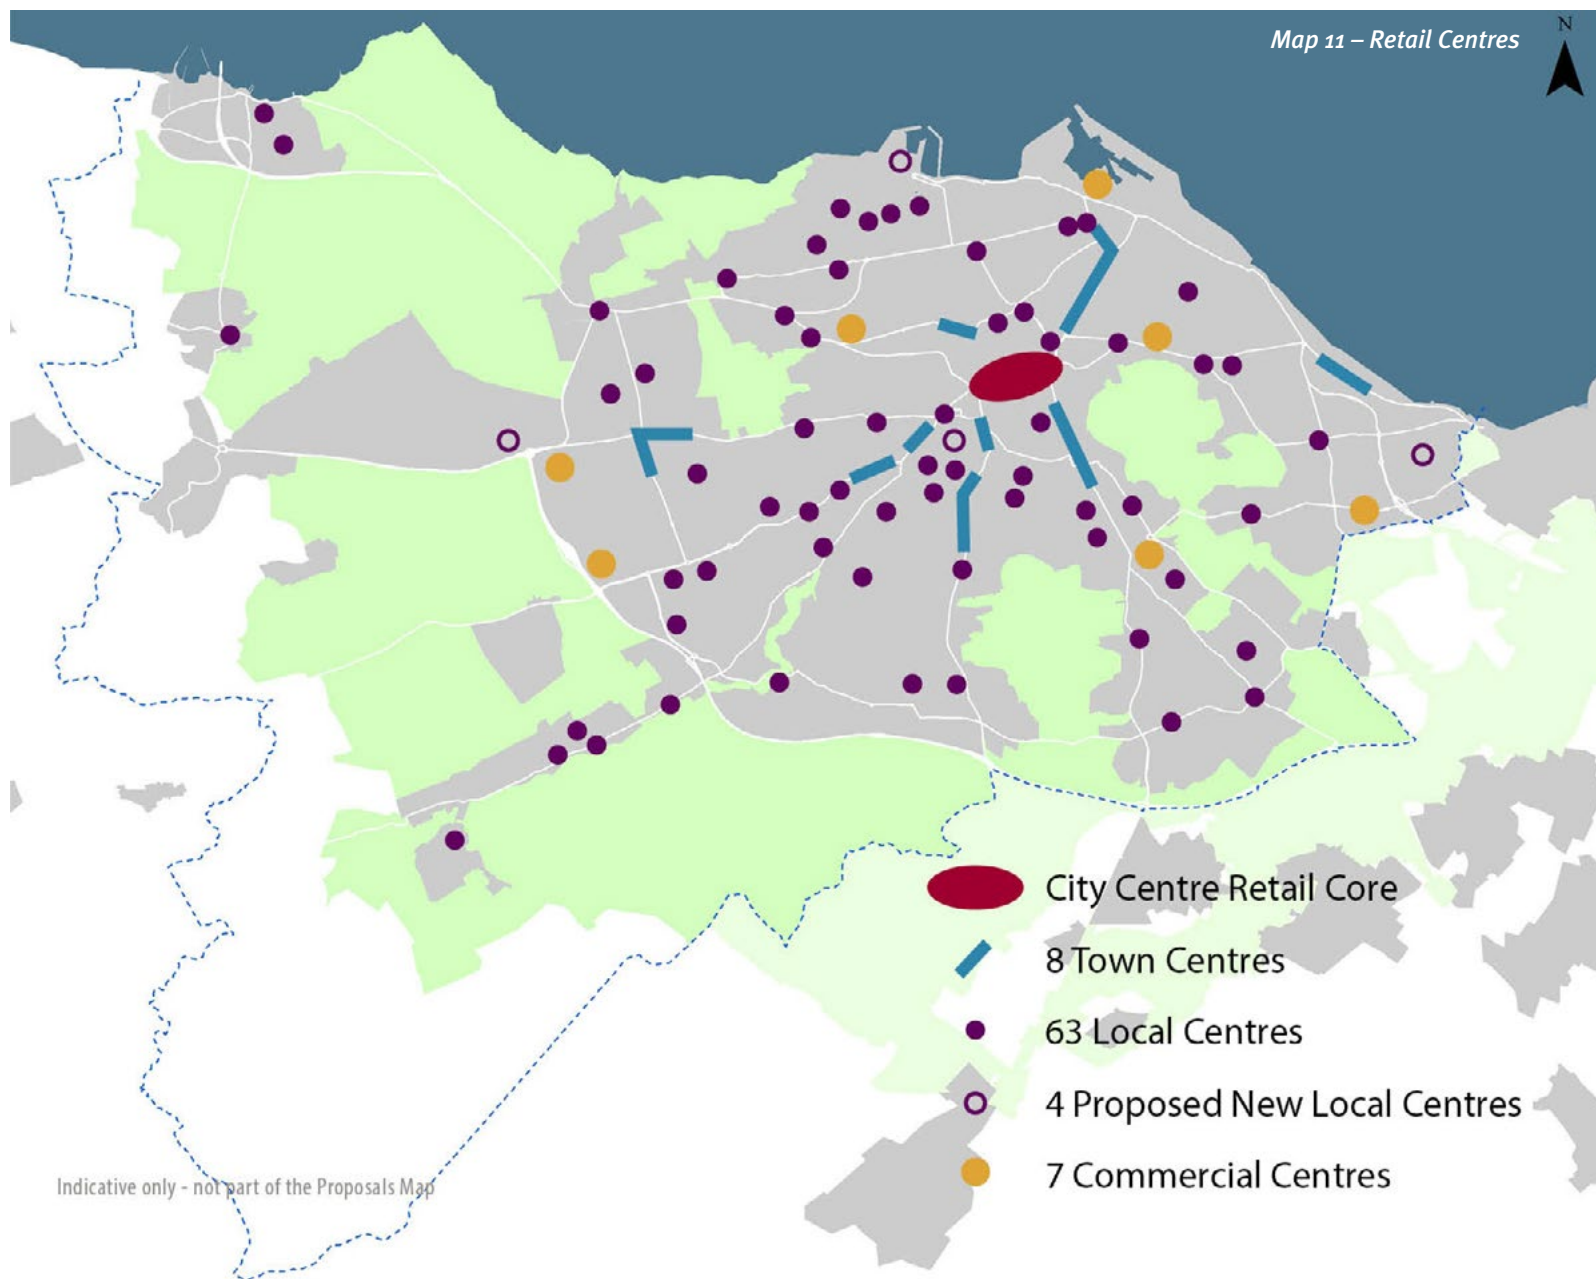 Map 11 – Retail Centres
N
City Centre Retail Core
8 Town Centres
63 Local Centres
4 Proposed New Local Centres
7 Commercial Centres
Indicative only - not part of the Proposals Map